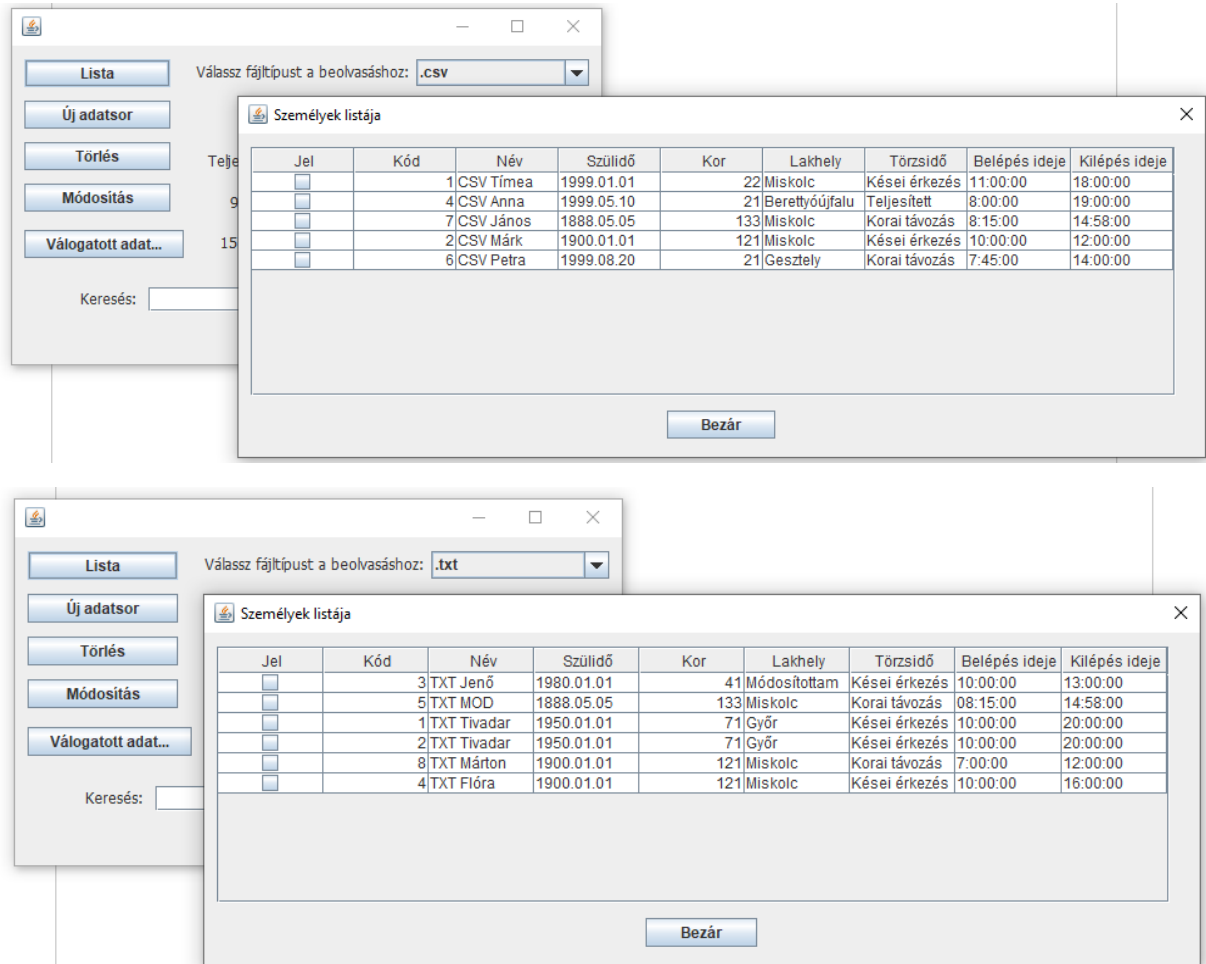 Lista Válassz fájltípust a beolvasáshoz: .csv
Új adatsor
Személyek listája
Törlés
Módosítás
9
Válogatott adat...
15
Keresés:
Jel Kód Név Szülidő Kor Lakhely Törzsidő Belépés ideje Kilépés ideje
1 CSV Tímea 1999.01.01 22 Miskolc Kései érkezés 11:00:00 18:00:00
4 CSV Anna 1999.05.10 21 Berettyóújfalu Teljesített 8:00:00 19:00:00
7 CSV János 1888.05.05 133 Miskolc Korai távozás 8:15:00 14:58:00
2 CSV Márk 1900.01.01 121 Miskolc Kései érkezés 10:00:00 12:00:00
6 CSV Petra 1999.08.20 21 Gesztely Korai távozás 7:45:00 14:00:00
Bezár
Lista Válassz fájltípust a beolvasáshoz: .txt
Új adatsor
Személyek listája
Törlés
Módosítás
Válogatott adat...
Keresés:
Jel Kód Név Szülidő Kor Lakhely Törzsidő Belépés ideje Kilépés ideje
3 TXT Jenő 1980.01.01 41 Módosítottam Kései érkezés 10:00:00 13:00:00
5 TXT MOD 1888.05.05 133 Miskolc Korai távozás 08:15:00 14:58:00
1 TXT Tivadar 1950.01.01 71 Győr Kései érkezés 10:00:00 20:00:00
2 TXT Tivadar 1950.01.01 71 Győr Kései érkezés 10:00:00 20:00:00
8 TXT Márton 1900.01.01 121 Miskolc Korai távozás 7:00:00 12:00:00
4 TXT Flóra 1900.01.01 121 Miskolc Kései érkezés 10:00:00 16:00:00
Bezár